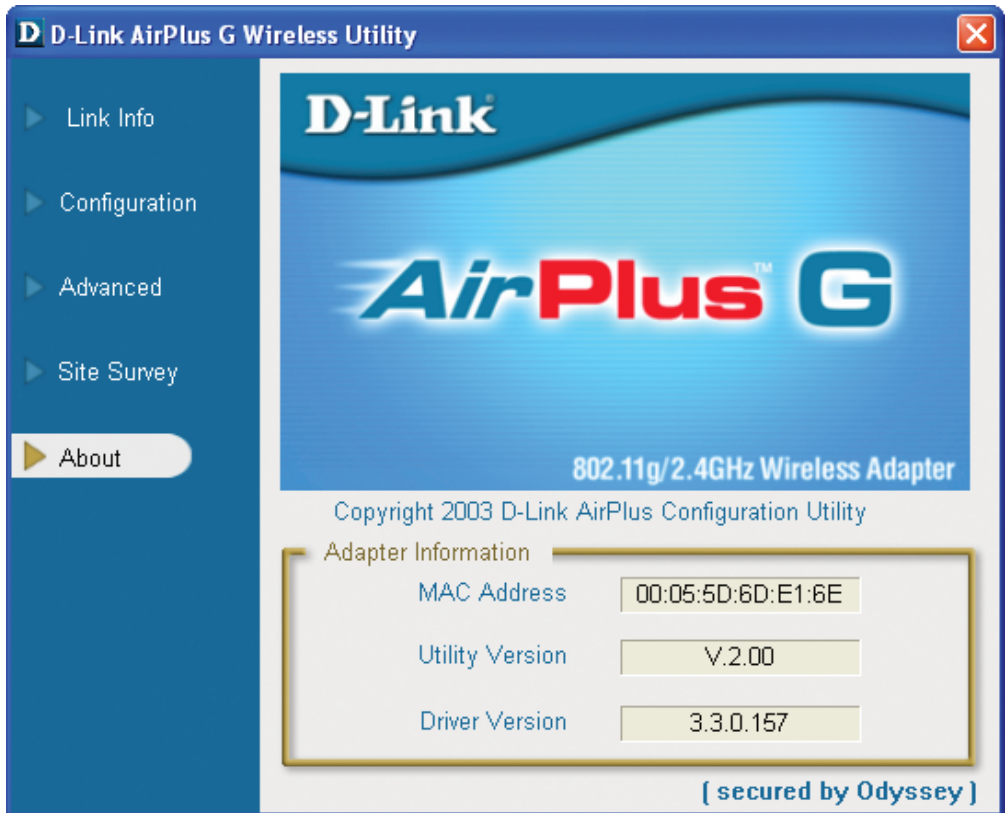 D D-Link AirPlus G Wireless Utility
Link Info
Configuration
Advanced
Site Survey
About
D-Link
AirPlus™ G
802.11g/2.4GHz Wireless Adapter
Copyright 2003 D-Link AirPlus Configuration Utility
Adapter Information
MAC Address 00:05:5D:6D:E1:6E
Utility Version V.2.00
Driver Version 3.3.0.157
( secured by Odyssey )